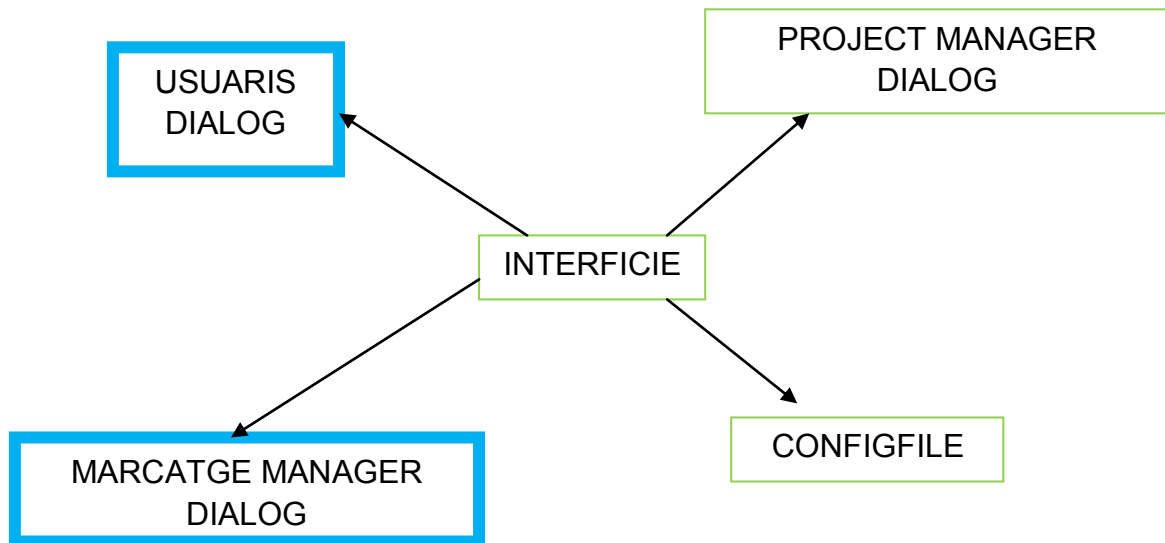 USUARIS
DIALOG
PROJECT MANAGER
DIALOG
INTERFICIE
MARCATGE MANAGER
DIALOG
CONFIGFILE